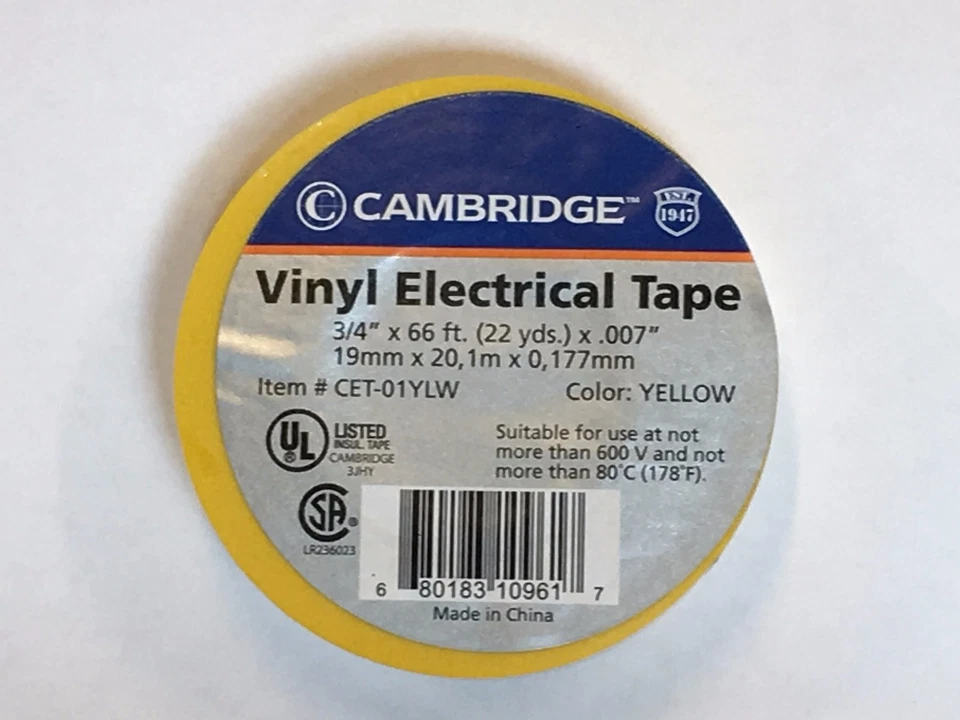 C CAMBRIDGE™ EST. 1947
Vinyl Electrical Tape
3/4" x 66 ft. (22 yds.) x .007"
19mm x 20,1m x 0,177mm
Item # CET-01YLW Color: YELLOW
UL® LISTED
INSUL. TAPE
CAMBRIDGE
3JHY
Suitable for use at not
more than 600 V and not
more than 80°C (178°F).
SA®
LR236023
6 80183 10961 7
Made in China